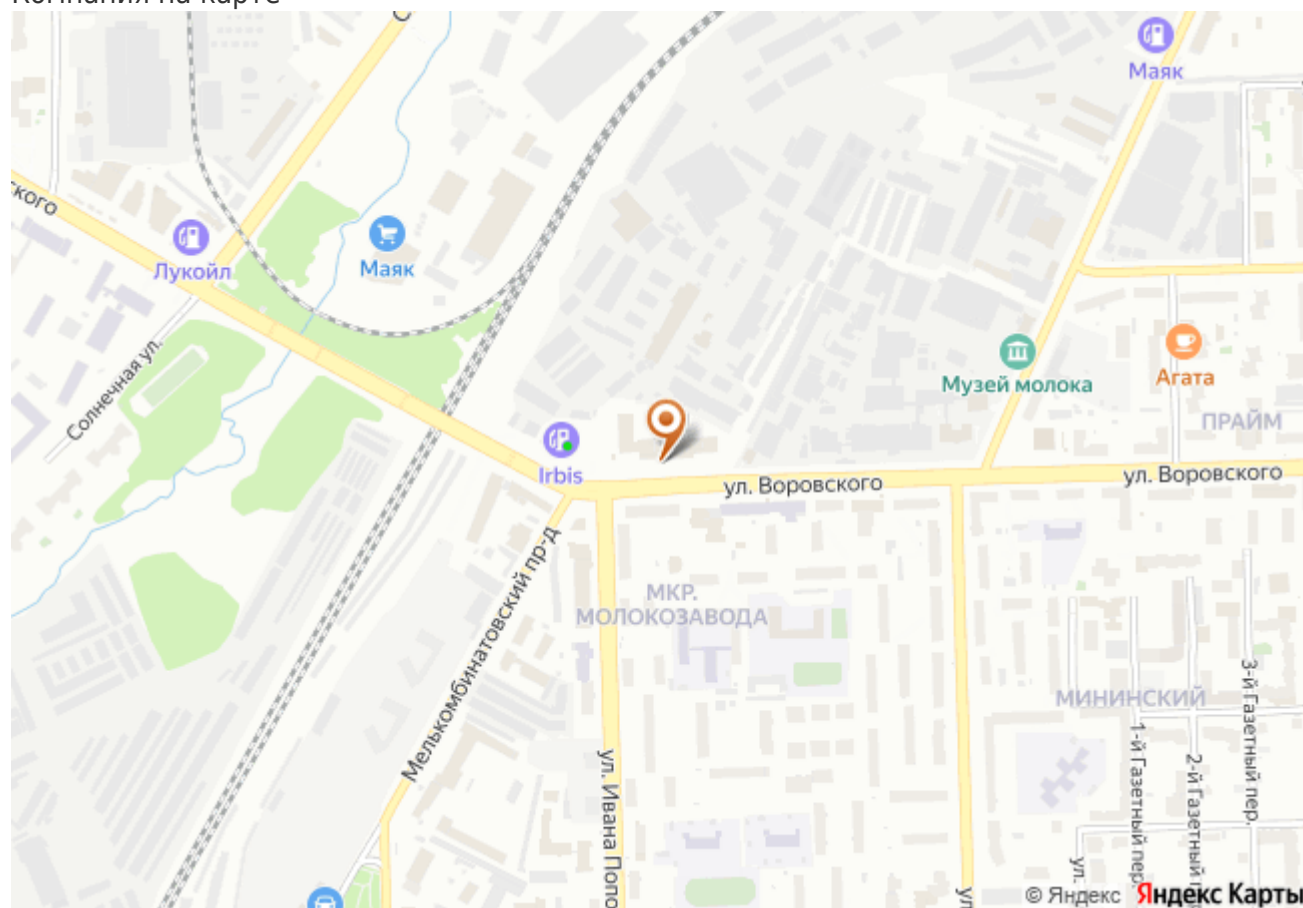 Компания на карте
Маяк
ского
Лукойл
Маяк
Солнечная ул.
Музей молока
Агата
ПРАЙМ
Irbis
ул. Воровского
ул. Воровского
Мелькомбинатовский пр-д
МКР.
МОЛОКОЗАВОДА
МИНИНСКИЙ
ул. Ивана Попо
1-й Газетный пер.
2-й Газетный п
3-й Газетный пер.
ул.
ул
© Яндекс Яндекс Карты